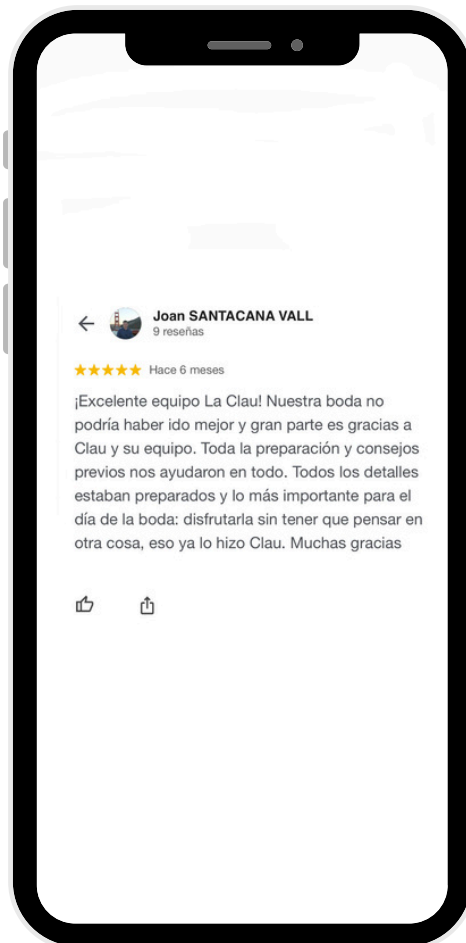 Joan SANTACANA VALL
9 reseñas
Hace 6 meses
¡Excelente equipo La Clau! Nuestra boda no
podría haber ido mejor y gran parte es gracias a
Clau y su equipo. Toda la preparación y consejos
previos nos ayudaron en todo. Todos los detalles
estaban preparados y lo más importante para el
día de la boda: disfrutarla sin tener que pensar en
otra cosa, eso ya lo hizo Clau. Muchas gracias